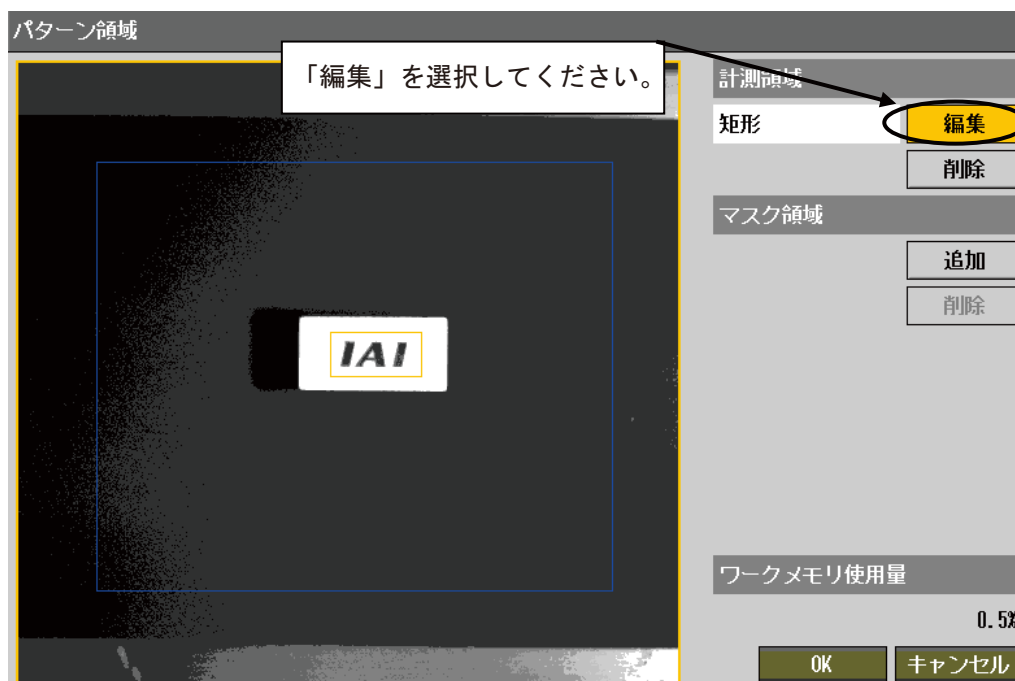 パターン領域
「編集」を選択してください。
計測領域
矩形
編集
削除
マスク領域
追加
削除
IAI
ワークメモリ使用量
0.5%
OK
キャンセル